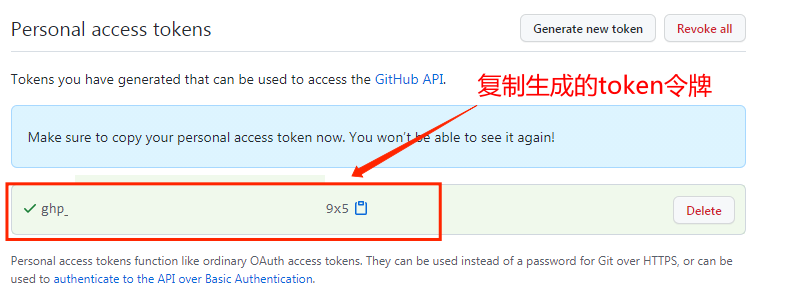 Personal access tokens
Generate new token
Revoke all
Tokens you have generated that can be used to access the GitHub API.
复制生成的token令牌
Make sure to copy your personal access token now. You won't be able to see it again!
ghp_ 9x5
Delete
Personal access tokens function like ordinary OAuth access tokens. They can be used instead of a password for Git over HTTPS, or can be
used to authenticate to the API over Basic Authentication.